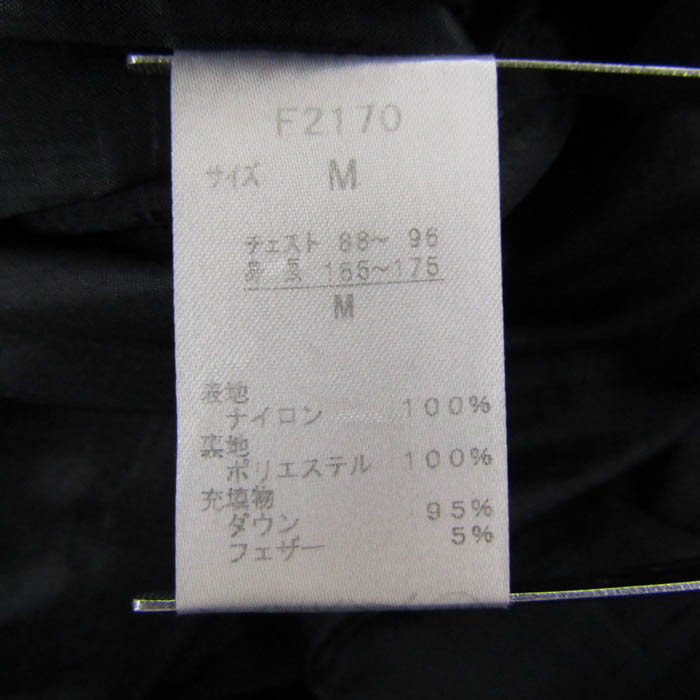 F2170
サイズ M
チェスト 88～ 96
身 長 165～175
M
表地
ナイロン 100%
裏地
ポリエステル 100%
充填物
ダウン 95%
フェザー 5%